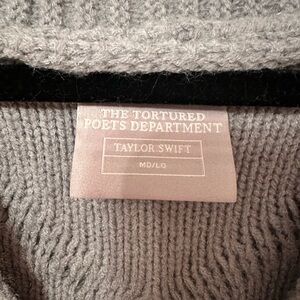 THE TORTURED
POETS DEPARTMENT
TAYLOR SWIFT
MD/LG